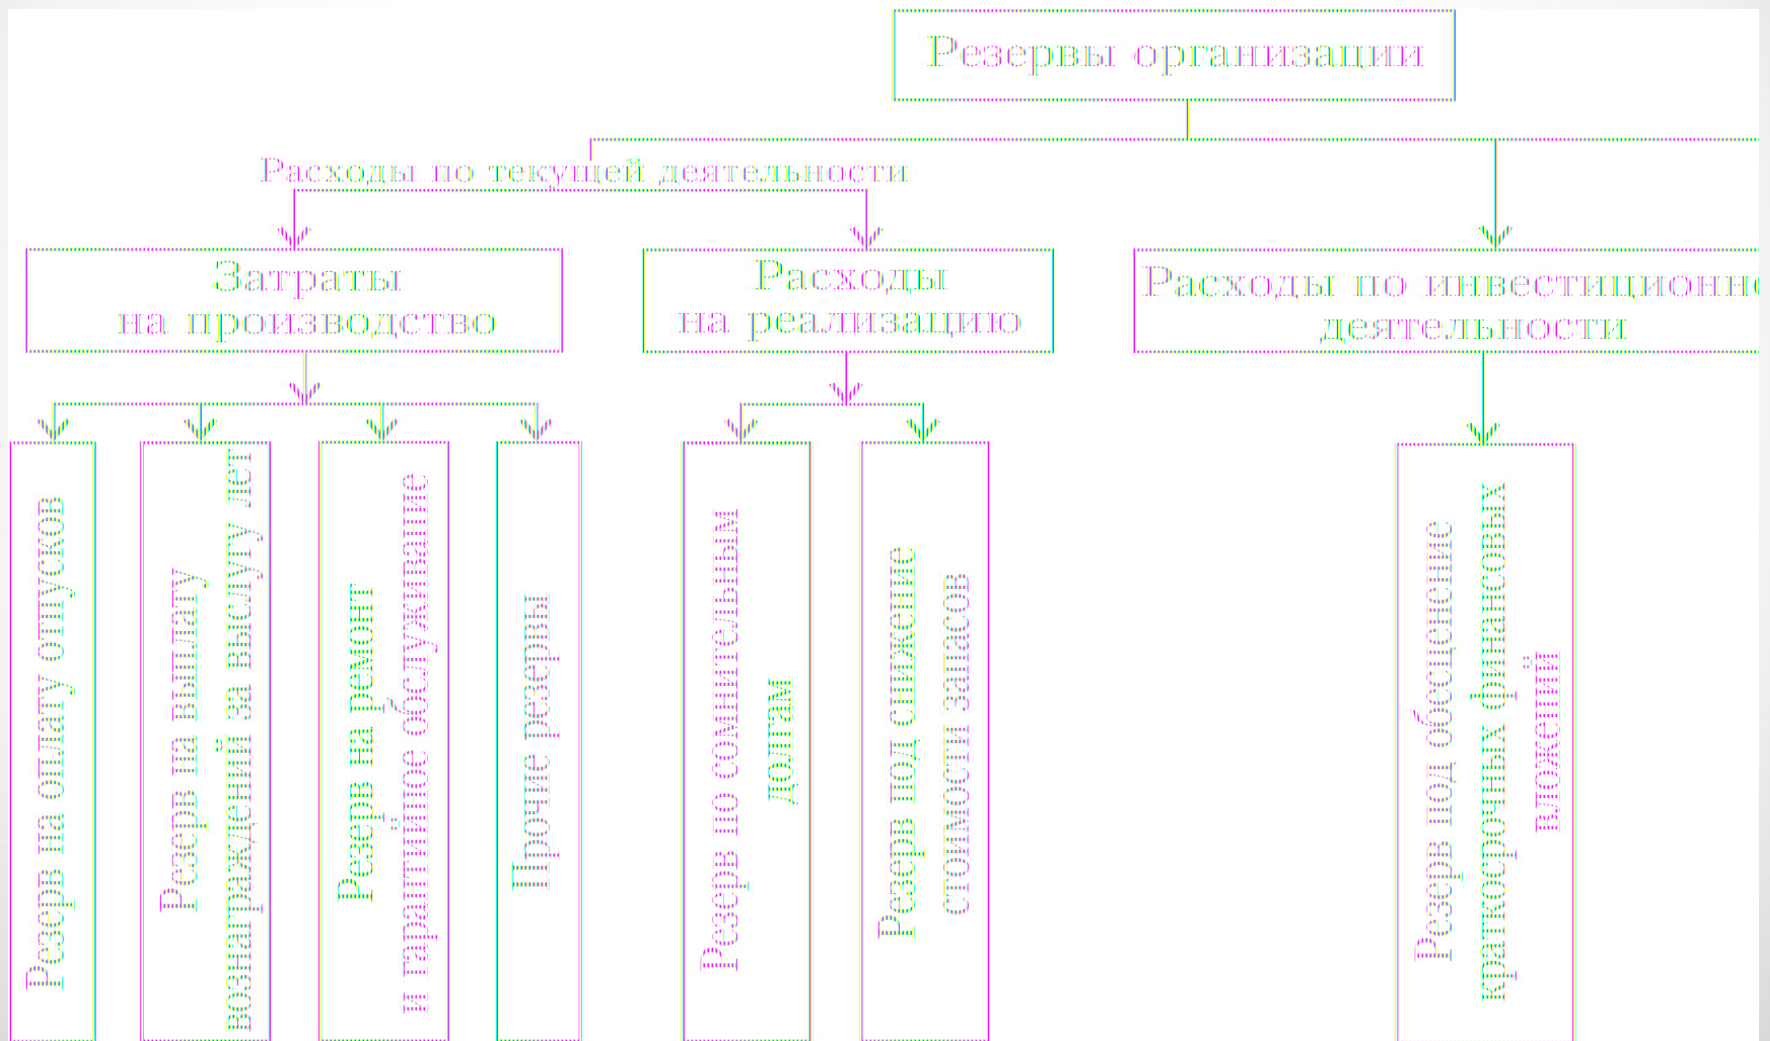 Резервы организации
Расходы по текущей деятельности
Затраты
на производство
Расходы
на реализацию
Расходы по инвестиционно
деятельности
Резерв на оплату отпусков
Резерв на выплату
вознаграждений за выслугу лет
Резерв на ремонт
и гарантийное обслуживание
Прочие резервы
Резерв по сомнительным
долгам
Резерв под снижение
стоимости запасов
Резерв под обесценение
краткосрочных финансовых
вложений